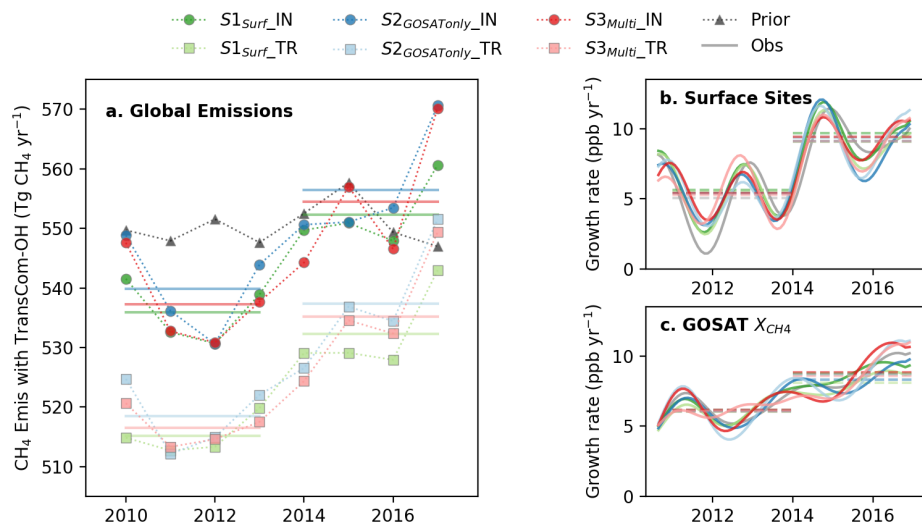 S1Surf_IN S2GOSATonly_IN S3Multi_IN Prior
S1Surf_TR S2GOSATonly_TR S3Multi_TR Obs
a. Global Emissions
CH4 Emis with TransCom-OH (Tg CH4 yr−1)
570
560
550
540
530
520
510
2010 2012 2014 2016
b. Surface Sites
Growth rate (ppb yr−1)
10
5
0
2012 2014 2016
c. GOSAT XCH4
Growth rate (ppb yr−1)
10
5
0
2012 2014 2016